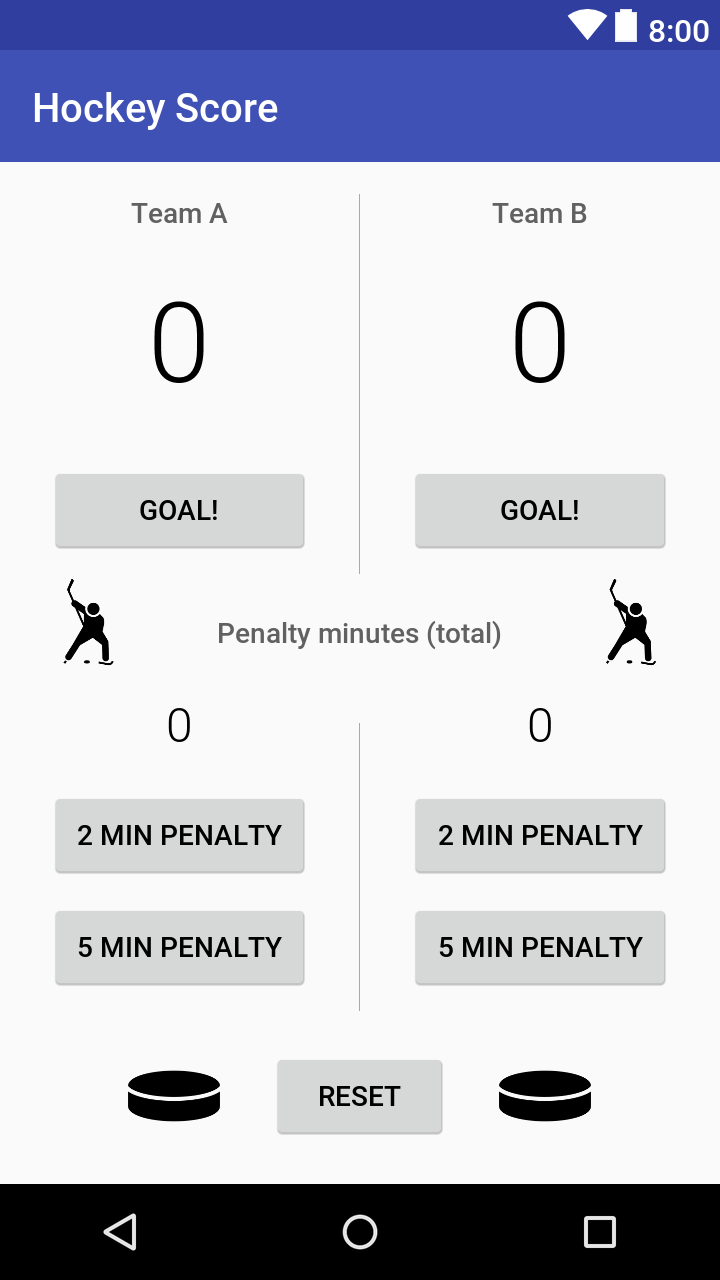 8:00
Hockey Score
Team A
Team B
0
0
GOAL!
GOAL!
Penalty minutes (total)
0
0
2 MIN PENALTY
2 MIN PENALTY
5 MIN PENALTY
5 MIN PENALTY
RESET